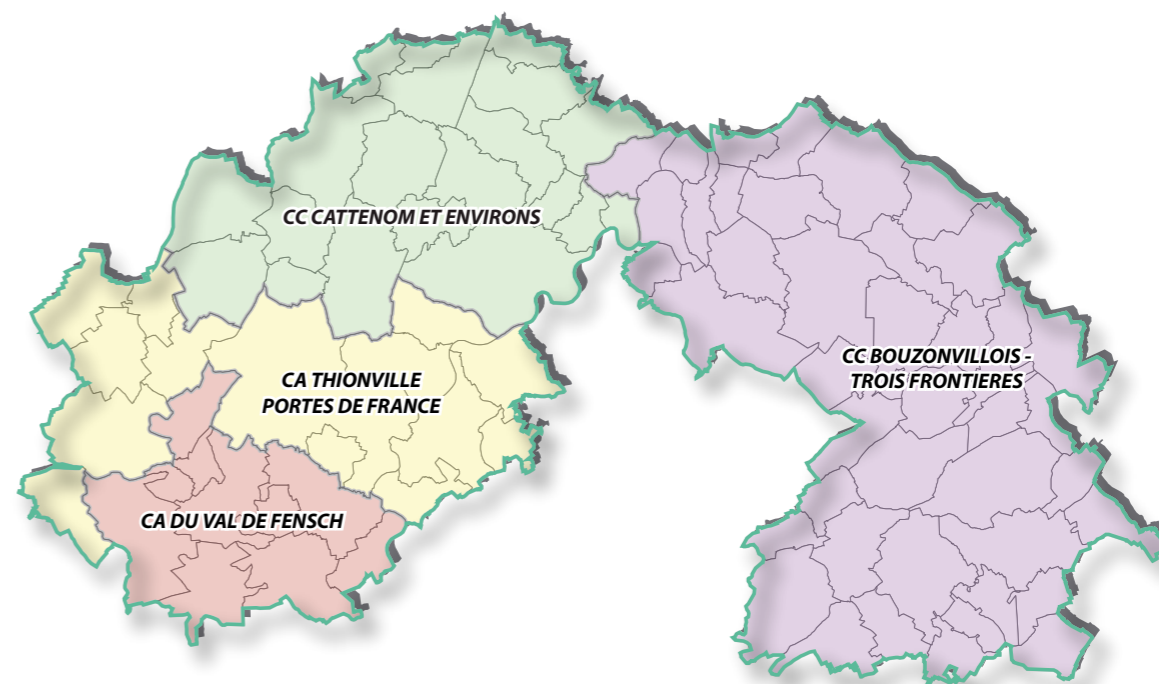 CC CATTENOM ET ENVIRONS
CC BOUZONVILLOIS -
TROIS FRONTIERES
CA THIONVILLE
PORTES DE FRANCE
CA DU VAL DE FENSCH